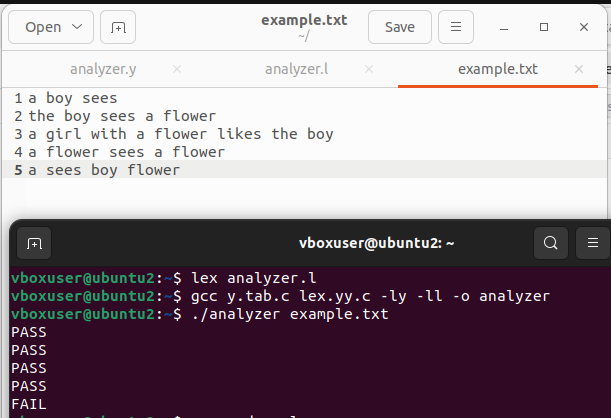 Open
example.txt
~/
Save
analyzer.y
analyzer.l
example.txt
1 a boy sees
2 the boy sees a flower
3 a girl with a flower likes the boy
4 a flower sees a flower
5 a sees boy flower
vboxuser@ubuntu2: ~
vboxuser@ubuntu2:~$ lex analyzer.l
vboxuser@ubuntu2:~$ gcc y.tab.c lex.yy.c -ly -ll -o analyzer
vboxuser@ubuntu2:~$ ./analyzer example.txt
PASS
PASS
PASS
PASS
FAIL